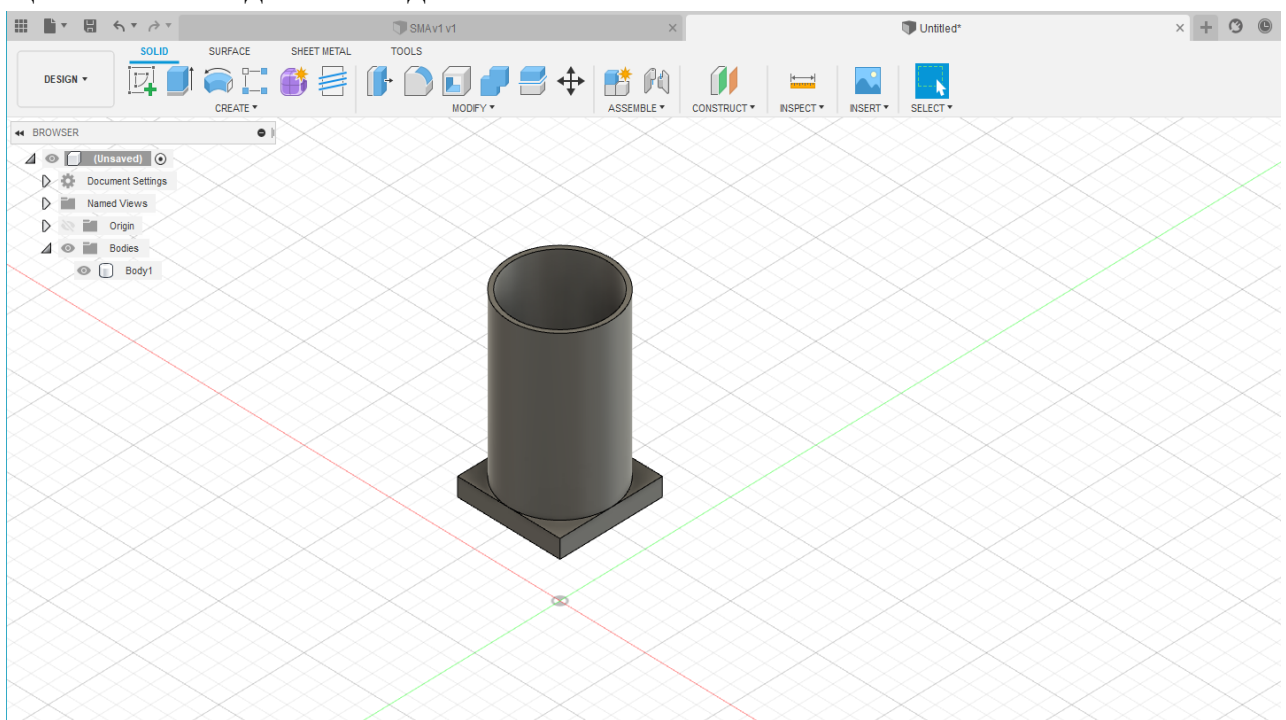 SMAv1 v1
Untitled*
SOLID SURFACE SHEET METAL TOOLS
DESIGN
CREATE MODIFY ASSEMBLE CONSTRUCT INSPECT INSERT SELECT
BROWSER
(Unsaved)
Document Settings
Named Views
Origin
Bodies
Body1